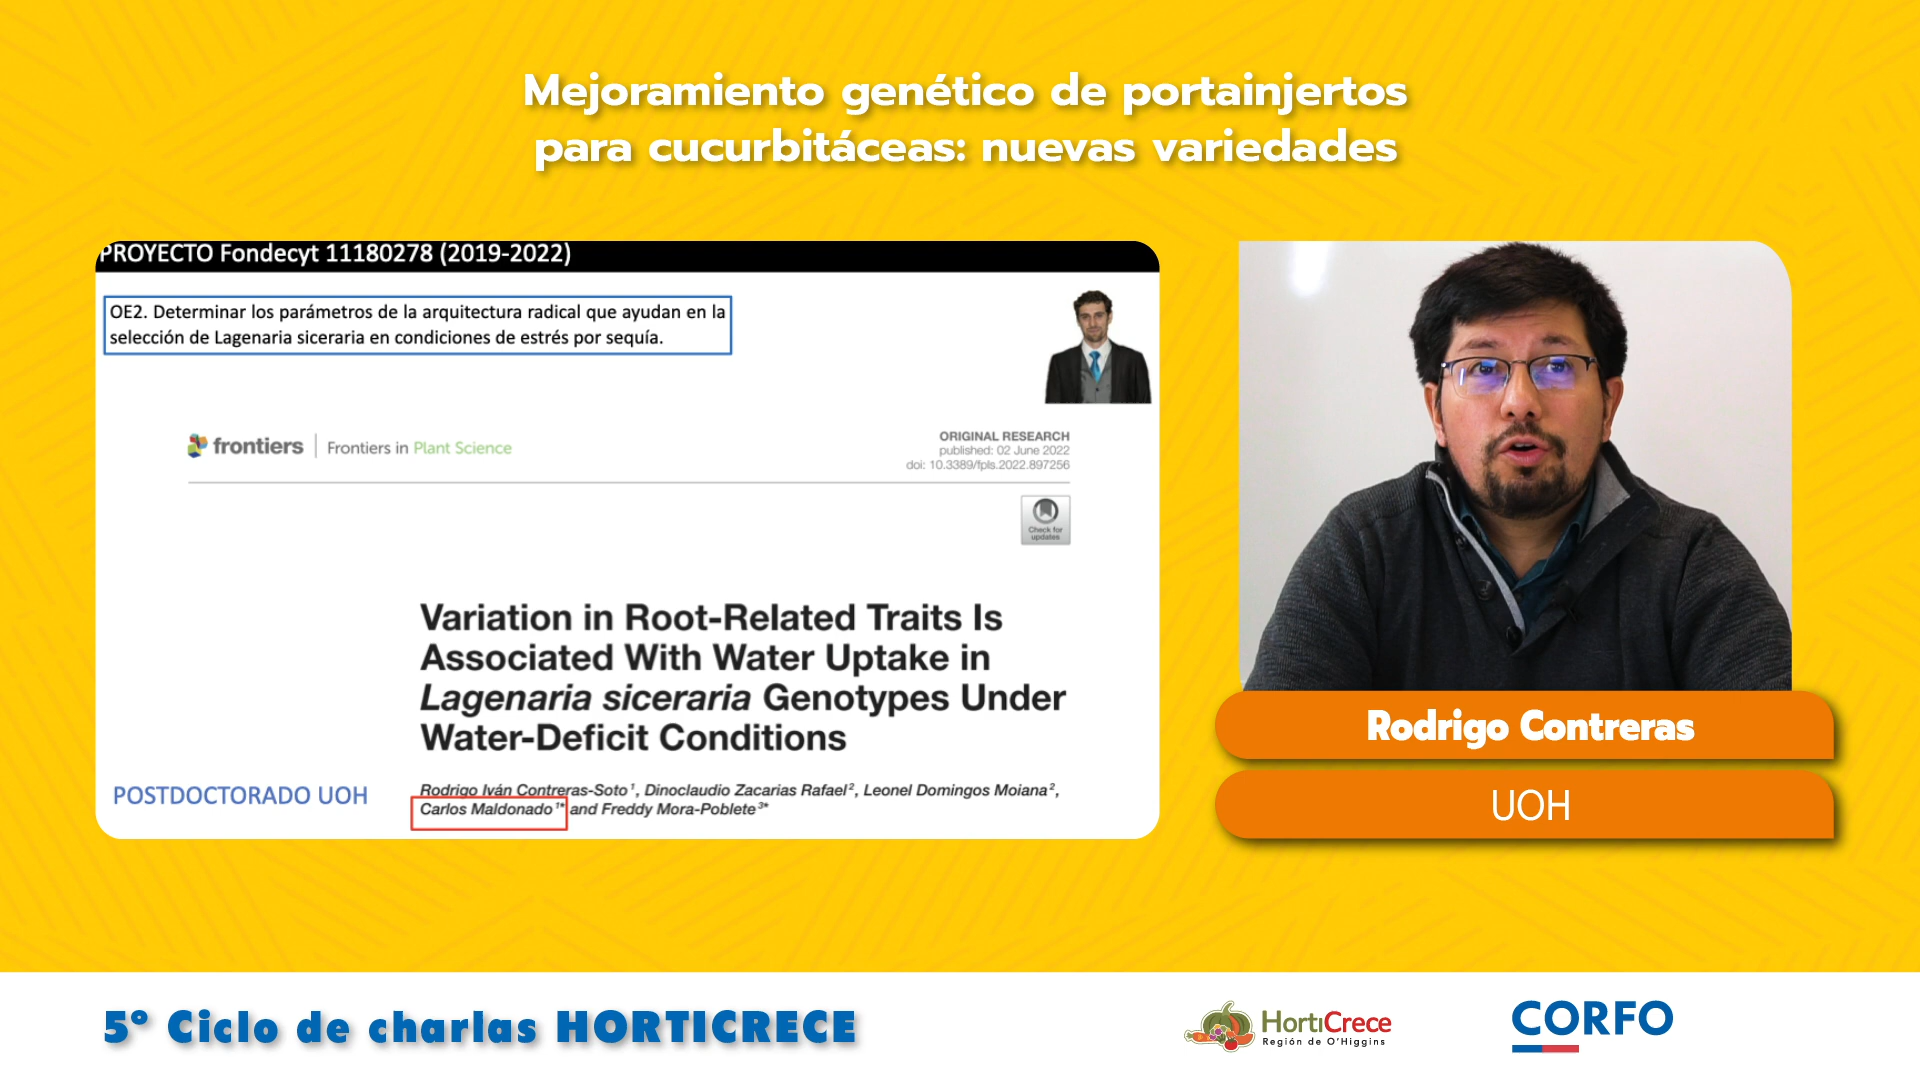 Mejoramiento genético de portainjertos
para cucurbitáceas: nuevas variedades
PROYECTO Fondecyt 11180278 (2019-2022)
OE2. Determinar los parámetros de la arquitectura radical que ayudan en la
selección de Lagenaria siceraria en condiciones de estrés por sequía.
frontiers | Frontiers in Plant Science
ORIGINAL RESEARCH
published: 02 June 2022
doi: 10.3389/fpls.2022.897256
Check for
updates
Variation in Root-Related Traits Is
Associated With Water Uptake in
Lagenaria siceraria Genotypes Under
Water-Deficit Conditions
Rodrigo Iván Contreras-Soto¹, Dinoclaudio Zacarias Rafael², Leonel Domingos Moiana²,
Carlos Maldonado¹* and Freddy Mora-Poblete³*
POSTDOCTORADO UOH
Rodrigo Contreras
UOH
5º Ciclo de charlas HORTICRECE
HortiCrece
Región de O'Higgins
CORFO